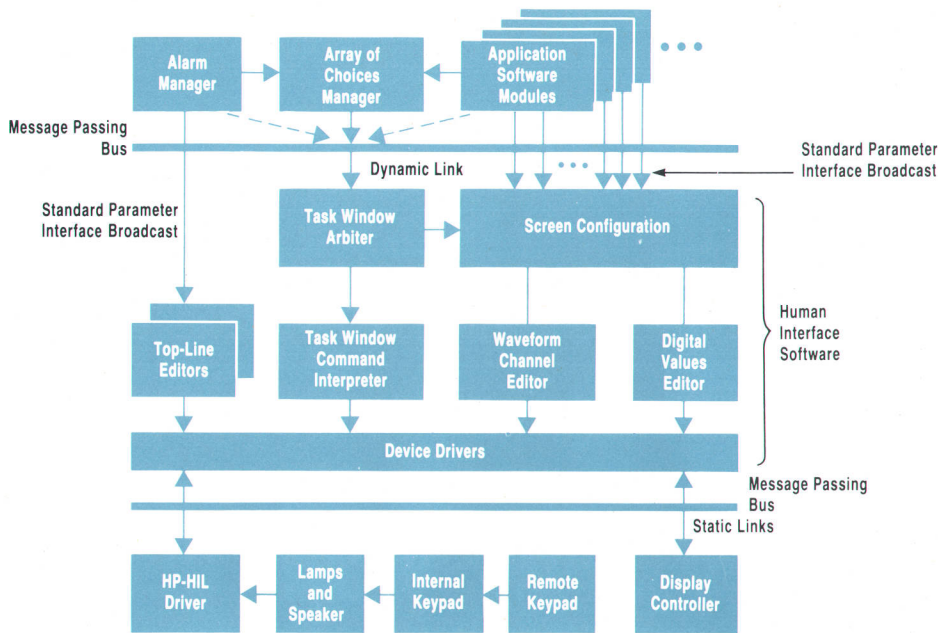 Alarm
Manager
Array of
Choices
Manager
Application
Software
Modules
Message Passing
Bus
Dynamic Link
Standard Parameter
Interface Broadcast
Standard Parameter
Interface Broadcast
Task Window
Arbiter
Screen Configuration
Top-Line
Editors
Task Window
Command
Interpreter
Waveform
Channel
Editor
Digital
Values
Editor
Human
Interface
Software
Device Drivers
Message Passing
Bus
Static Links
HP-HIL
Driver
Lamps
and
Speaker
Internal
Keypad
Remote
Keypad
Display
Controller